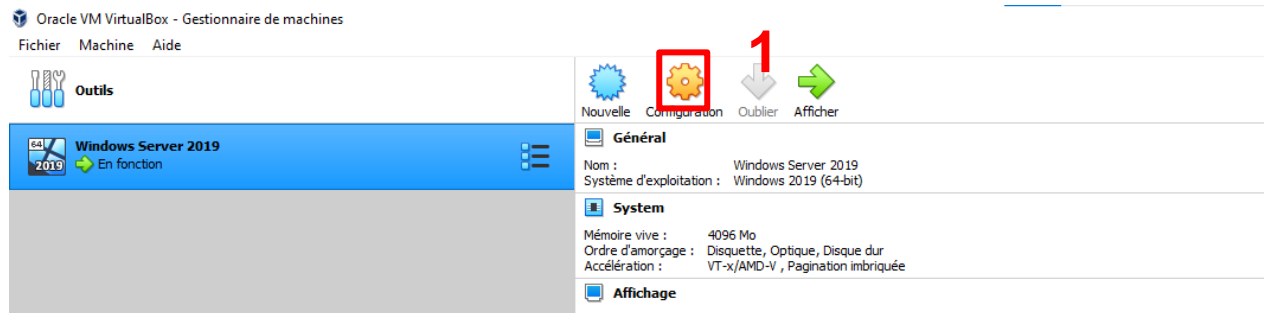 Oracle VM VirtualBox - Gestionnaire de machines
Fichier Machine Aide
1
Outils
Nouvelle Configuration Oublier Afficher
64
2019
Windows Server 2019
En fonction
Général
Nom : Windows Server 2019
Système d'exploitation : Windows 2019 (64-bit)
System
Mémoire vive : 4096 Mo
Ordre d'amorçage : Disquette, Optique, Disque dur
Accélération : VT-x/AMD-V , Pagination imbriquée
Affichage